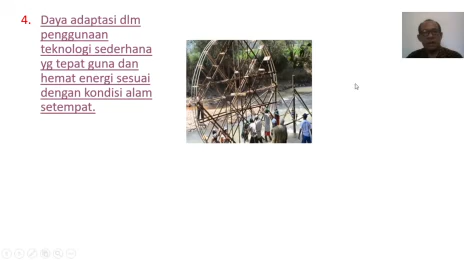 4. Daya adaptasi dlm
penggunaan
teknologi sederhana
yg tepat guna dan
hemat energi sesuai
dengan kondisi alam
setempat.